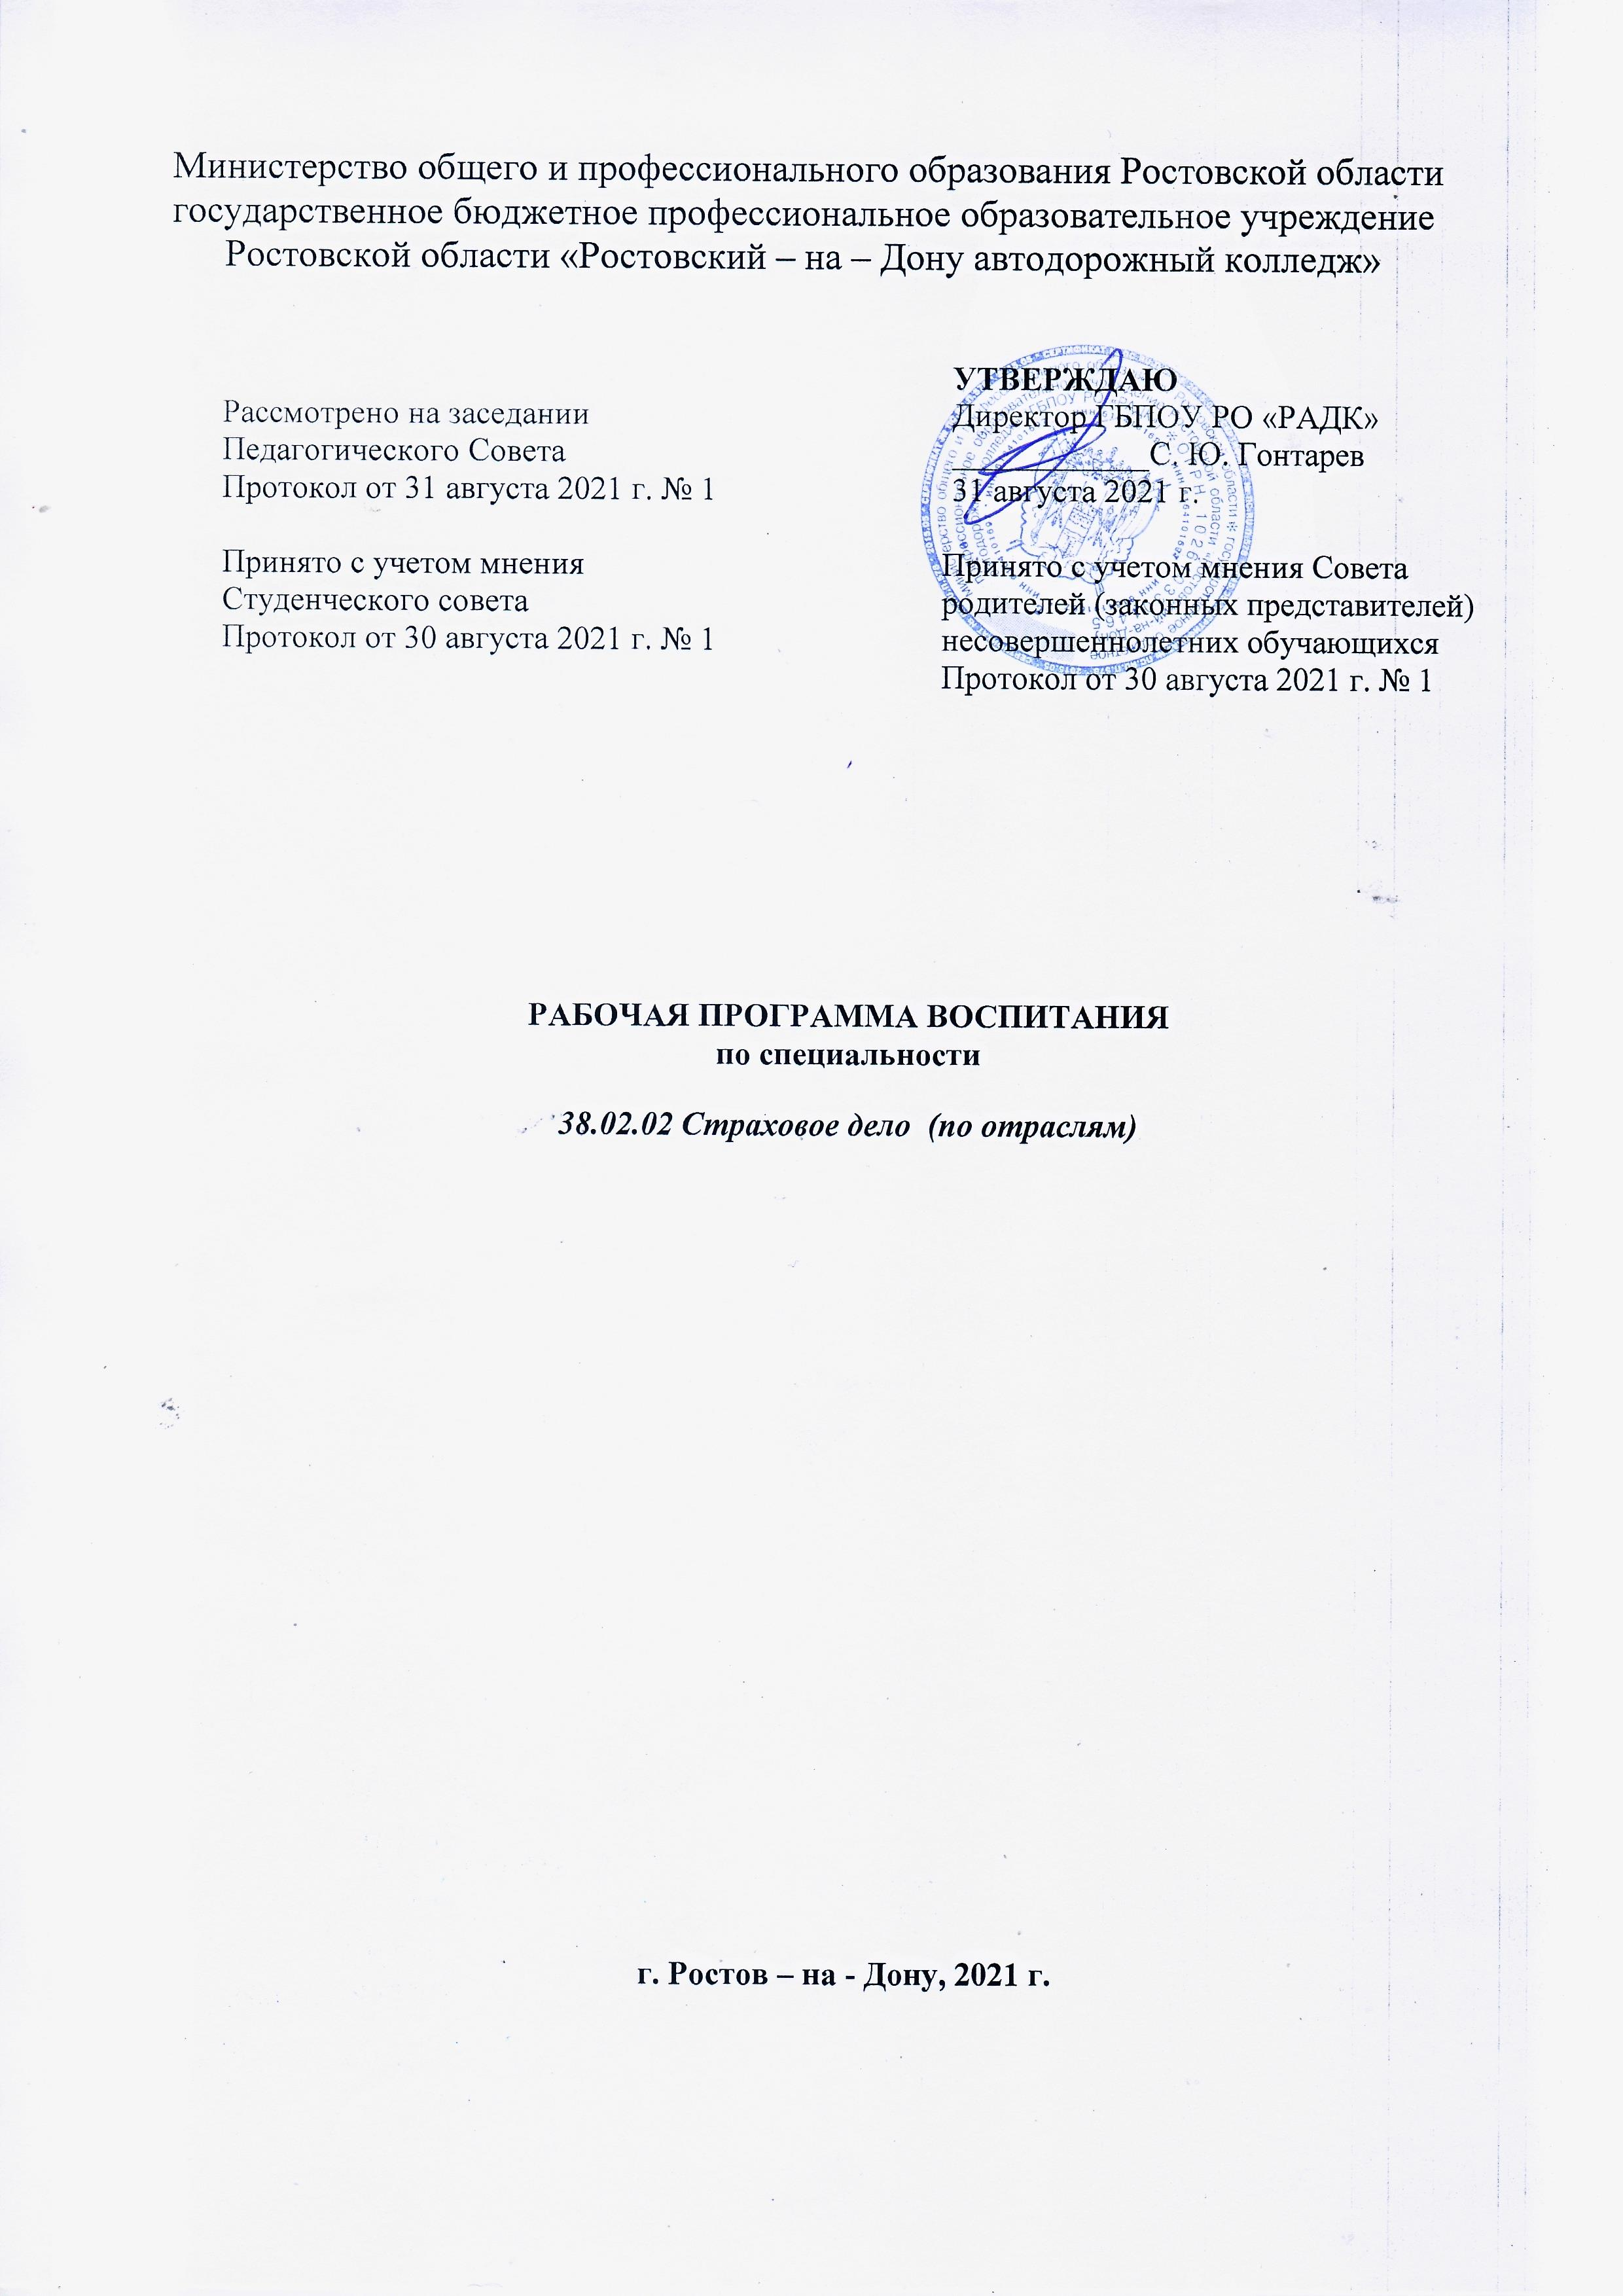 Министерство общего и профессионального образования Ростовской области
государственное бюджетное профессиональное образовательное учреждение
Ростовской области «Ростовский – на – Дону автодорожный колледж»
Рассмотрено на заседании
Педагогического Совета
Протокол от 31 августа 2021 г. № 1
УТВЕРЖДАЮ
Директор ГБПОУ РО «РАДК»
____________С. Ю. Гонтарев
31 августа 2021 г.
Принято с учетом мнения
Студенческого совета
Протокол от 30 августа 2021 г. № 1
Принято с учетом мнения Совета
родителей (законных представителей)
несовершеннолетних обучающихся
Протокол от 30 августа 2021 г. № 1
РАБОЧАЯ ПРОГРАММА ВОСПИТАНИЯ
по специальности
38.02.02 Страховое дело (по отраслям)
г. Ростов – на - Дону, 2021 г.